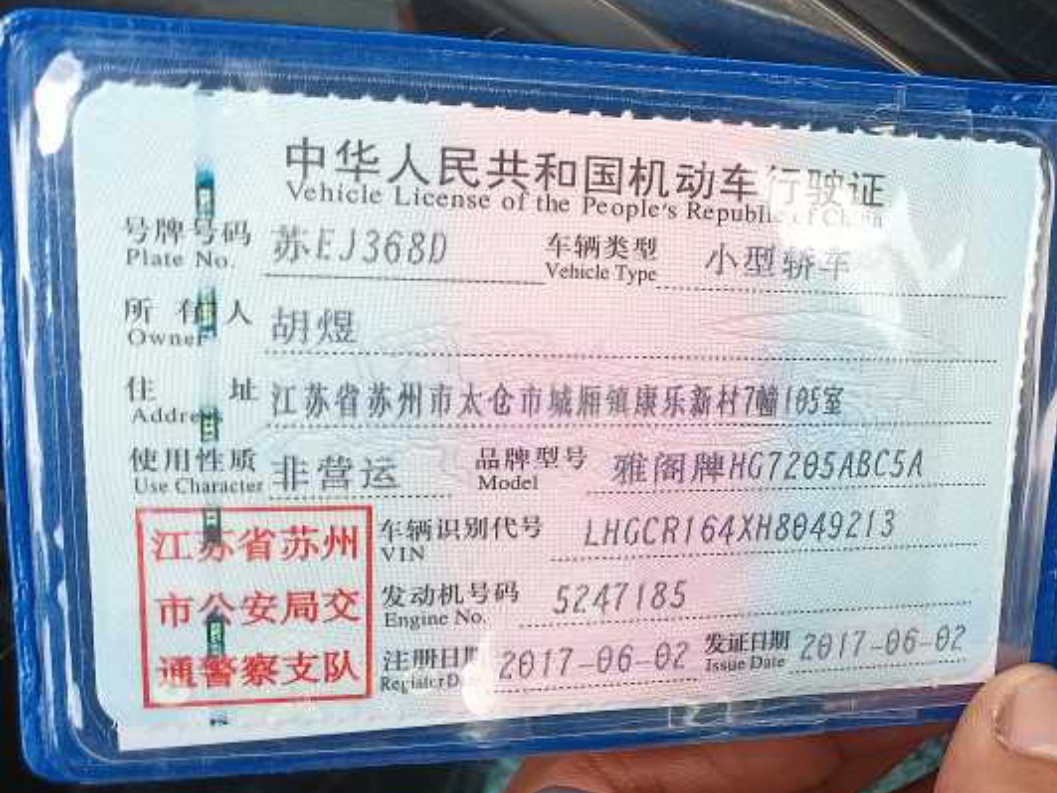 中华人民共和国机动车行驶证
Vehicle License of the People's Republic of China
号牌号码 苏EJ368D 车辆类型 小型轿车
Plate No. Vehicle Type
所有人 胡煜
Owner
住址 江苏省苏州市太仓市城厢镇康乐新村7幢105室
Address
使用性质 非营运 品牌型号 雅阁牌HG7205ABC5A
Use Character Model
江苏省苏州 车辆识别代号 LHGCR164XH8049213
VIN
市公安局交 发动机号码 5247185
Engine No.
通警察支队 注册日期 2017-06-02 发证日期 2017-06-02
Register Date Issue Date